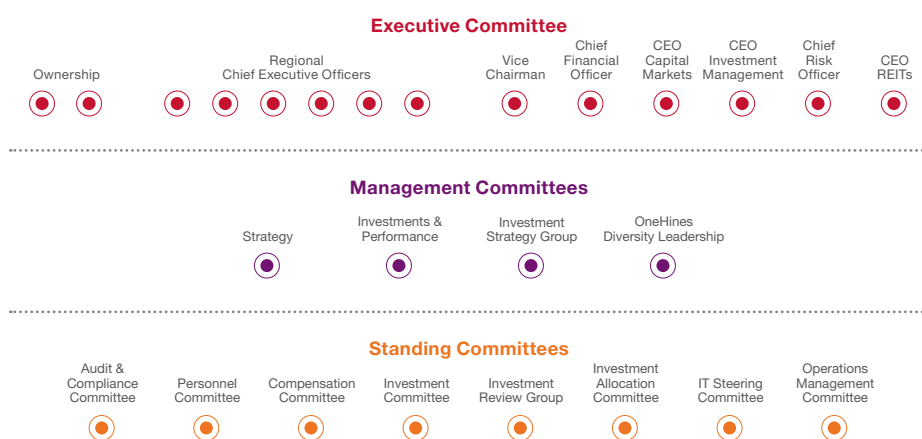 Executive Committee
Ownership
Regional
Chief Executive Officers
Vice
Chairman
Chief
Financial
Officer
CEO
Capital
Markets
CEO
Investment
Management
Chief
Risk
Officer
CEO
REITs
Management Committees
Strategy
Investments &
Performance
Investment
Strategy Group
OneHines
Diversity Leadership
Standing Committees
Audit &
Compliance
Committee
Personnel
Committee
Compensation
Committee
Investment
Committee
Investment
Review Group
Investment
Allocation
Committee
IT Steering
Committee
Operations
Management
Committee